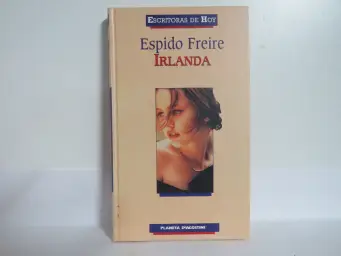 ESCRITORAS DE HOY
Espido Freire
IRLANDA
PLANETA DEAGOSTINI